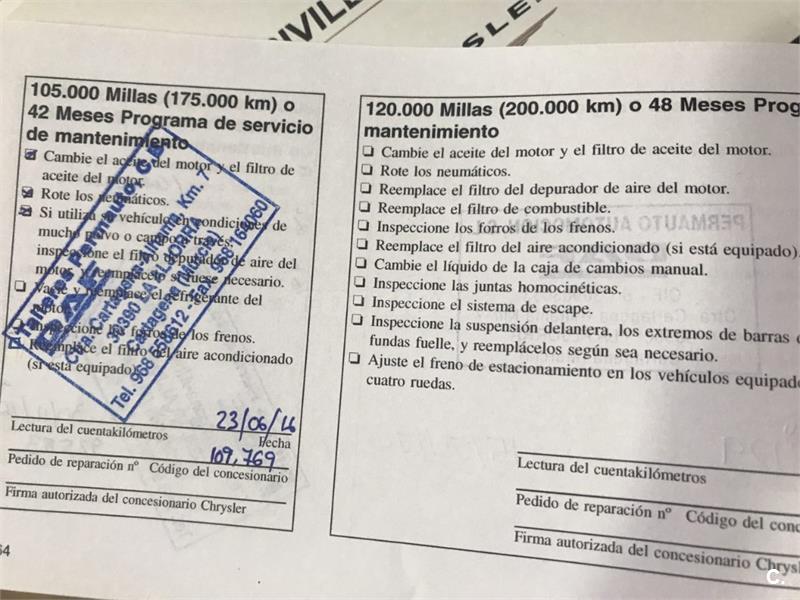 105.000 Millas (175.000 km) o
42 Meses Programa de servicio
de mantenimiento
Cambie el aceite del motor y el filtro de
aceite del motor.
Rote los neumáticos.
Si utiliza su vehículo en condiciones de
mucho polvo o campo a través,
inspeccione el filtro depurador de aire del
motor y reemplácelo si fuese necesario.
Vacíe y reemplace el refrigerante del
motor.
Inspeccione los forros de los frenos.
Reemplace el filtro del aire acondicionado
(si está equipado).
Tel. 968 550612 - Fax. 968 164060
23/06/16
Lectura del cuentakilómetros Fecha
109,769
Pedido de reparación nº Código del concesionario
Firma autorizada del concesionario Chrysler
64
120.000 Millas (200.000 km) o 48 Meses Prog
mantenimiento
Cambie el aceite del motor y el filtro de aceite del motor.
Rote los neumáticos.
Reemplace el filtro del depurador de aire del motor.
Reemplace el filtro de combustible.
Inspeccione los forros de los frenos.
Reemplace el filtro del aire acondicionado (si está equipado).
Cambie el líquido de la caja de cambios manual.
Inspeccione las juntas homocinéticas.
Inspeccione el sistema de escape.
Inspeccione la suspensión delantera, los extremos de barras d
fundas fuelle, y reemplácelos según sea necesario.
Ajuste el freno de estacionamiento en los vehículos equipado
cuatro ruedas.
Lectura del cuentakilómetros
Pedido de reparación nº Código del conc
Firma autorizada del concesionario Chrysl
C.